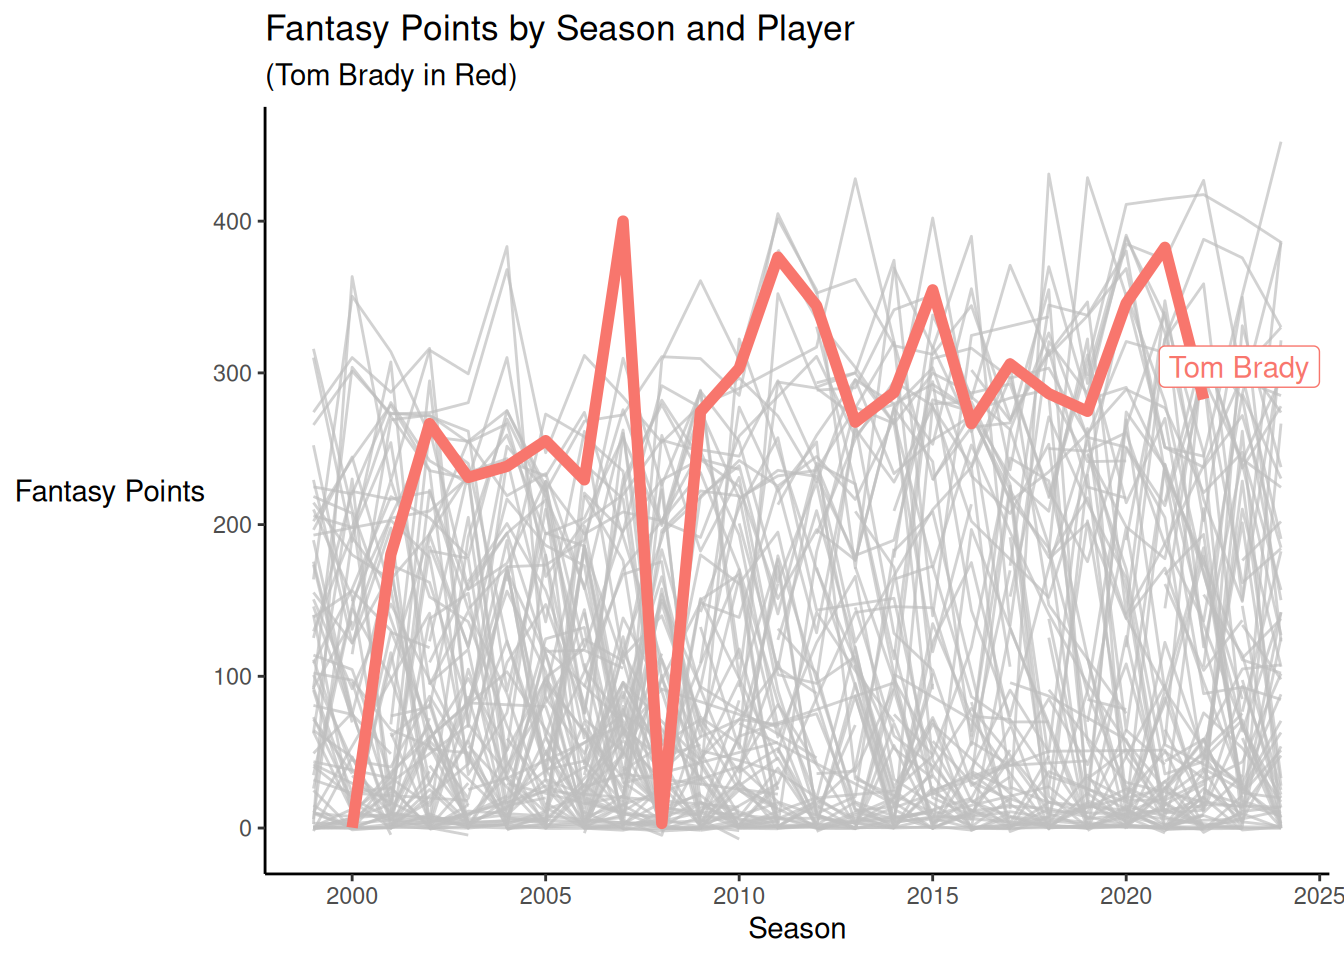 Fantasy Points by Season and Player
(Tom Brady in Red)
400
300
Tom Brady
Fantasy Points
200
100
0
2000 2005 2010 2015 2020 2025
Season